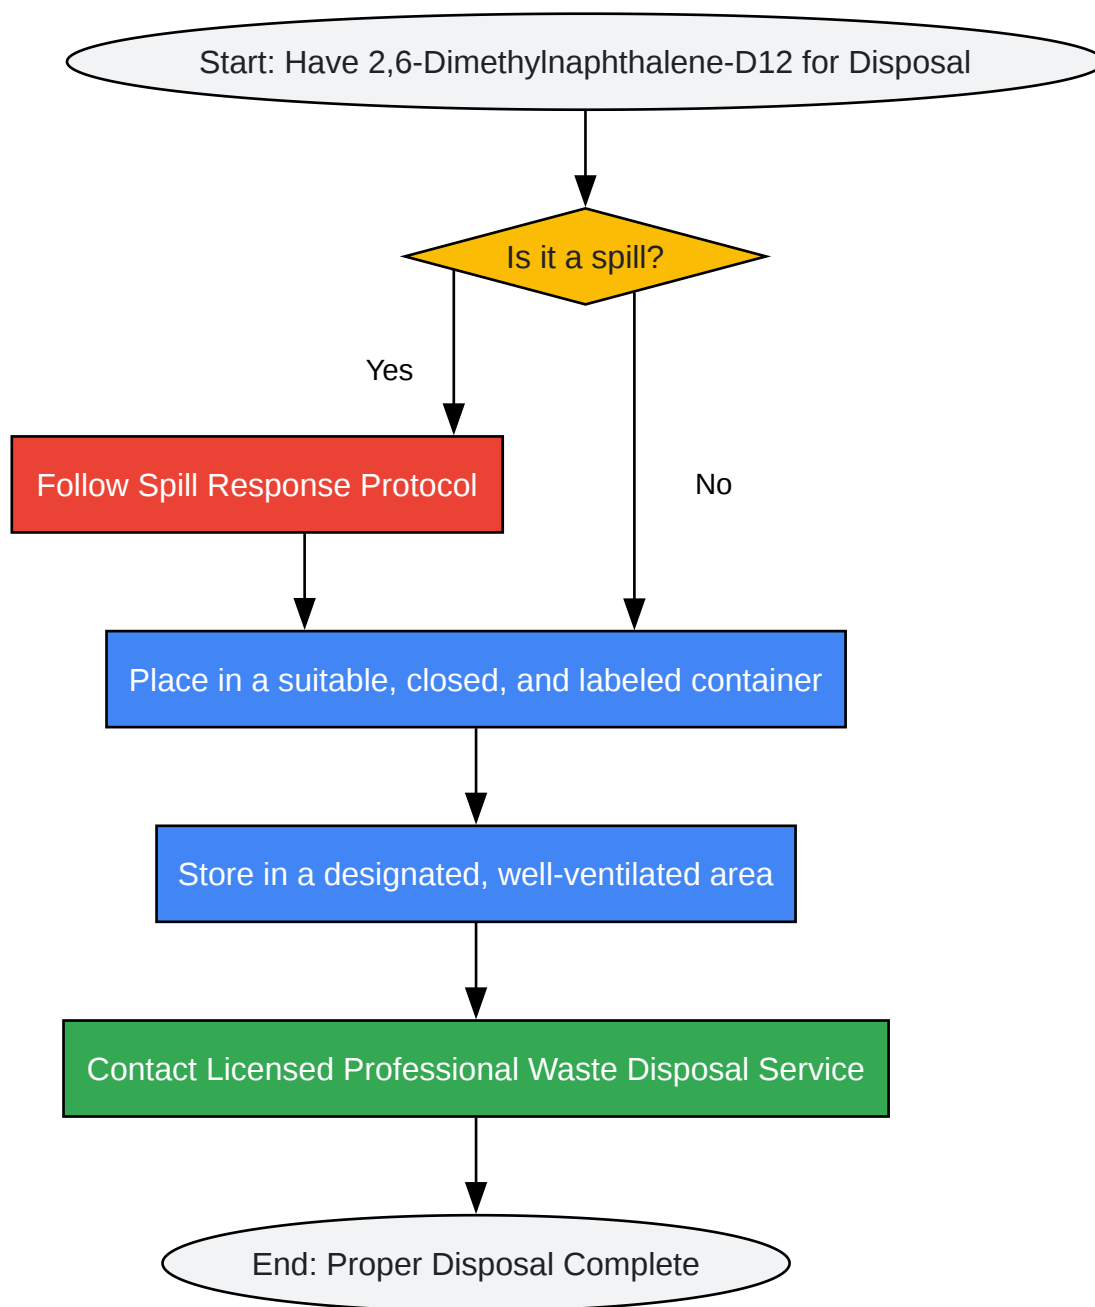 Start: Have 2,6-Dimethylnaphthalene-D12 for Disposal
Is it a spill?
Yes
Follow Spill Response Protocol
No
Place in a suitable, closed, and labeled container
Store in a designated, well-ventilated area
Contact Licensed Professional Waste Disposal Service
End: Proper Disposal Complete